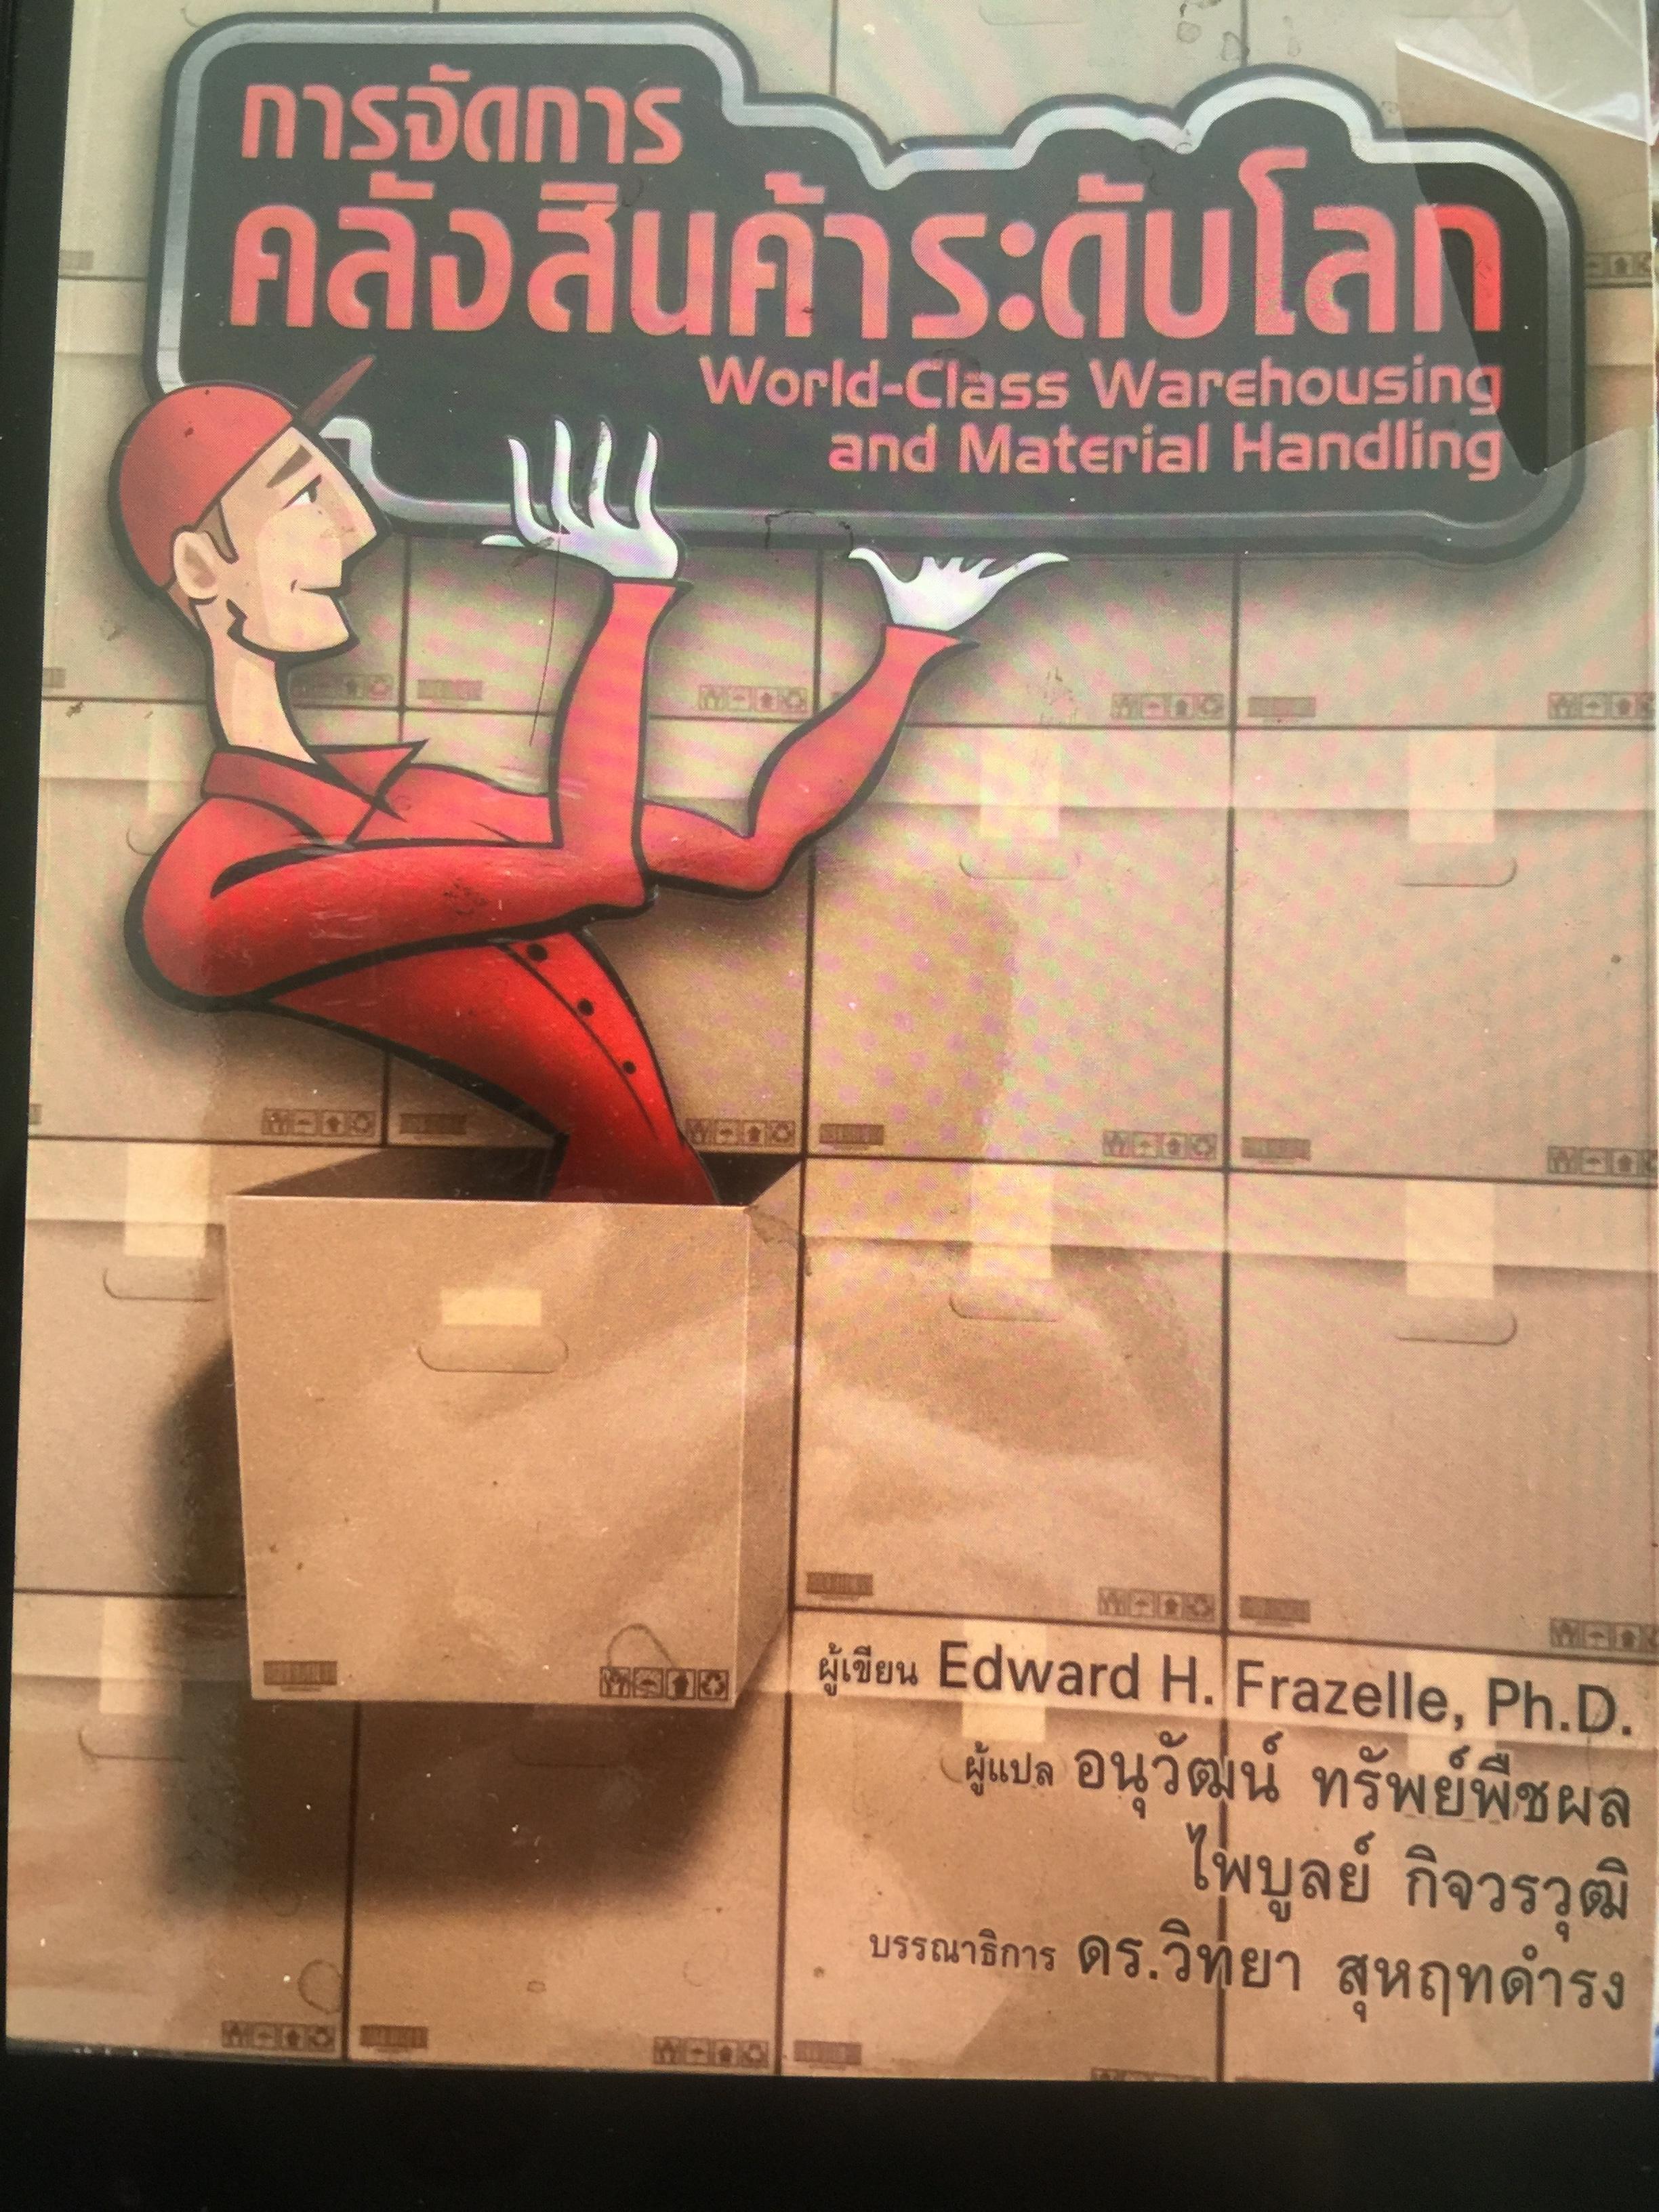 การจัดการ
คลังสินค้าระดับโลก
World-Class Warehousing
and Material Handling
ผู้เขียน Edward H. Frazelle, Ph.D.
ผู้แปล อนุวัฒน์ ทรัพย์พืชผล
ไพบูลย์ กิจวรวุฒิ
บรรณาธิการ ดร.วิทยา สุหฤทดำรง